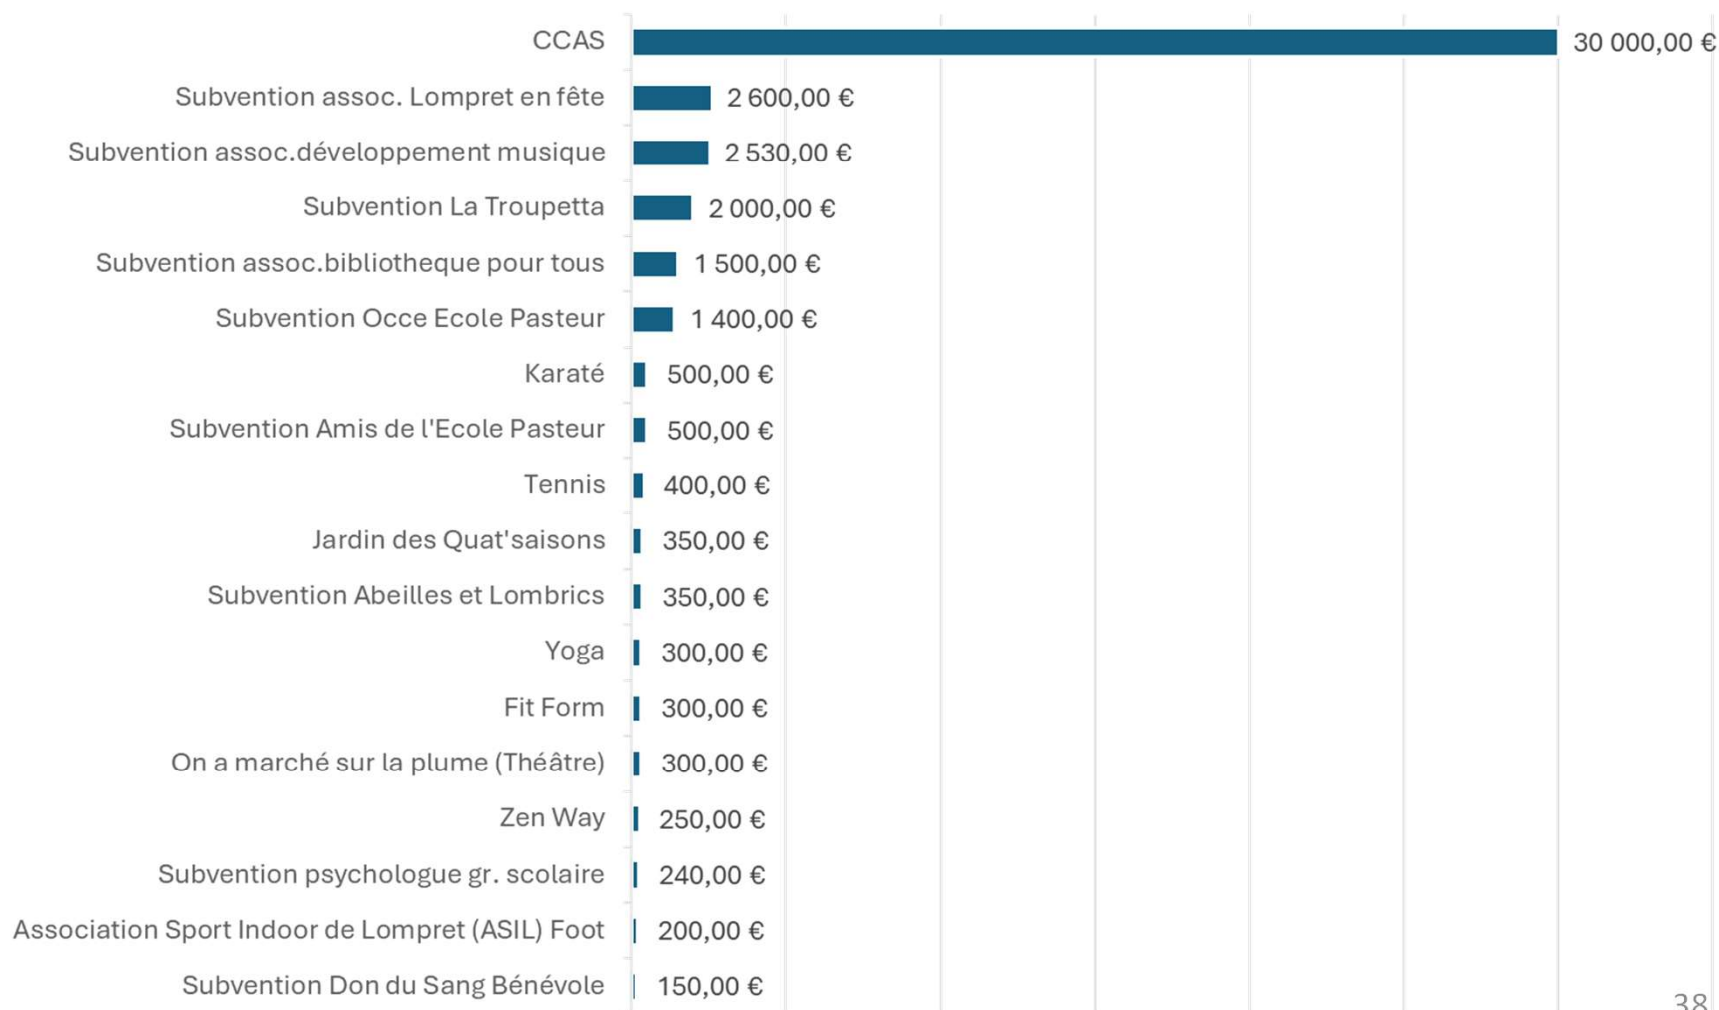 CCAS 30 000,00 €
Subvention assoc. Lompret en fête 2 600,00 €
Subvention assoc.développement musique 2 530,00 €
Subvention La Troupetta 2 000,00 €
Subvention assoc.bibliotheque pour tous 1 500,00 €
Subvention Occe Ecole Pasteur 1 400,00 €
Karaté 500,00 €
Subvention Amis de l'Ecole Pasteur 500,00 €
Tennis 400,00 €
Jardin des Quat'saisons 350,00 €
Subvention Abeilles et Lombrics 350,00 €
Yoga 300,00 €
Fit Form 300,00 €
On a marché sur la plume (Théâtre) 300,00 €
Zen Way 250,00 €
Subvention psychologue gr. scolaire 240,00 €
Association Sport Indoor de Lompret (ASIL) Foot 200,00 €
Subvention Don du Sang Bénévole 150,00 €
38